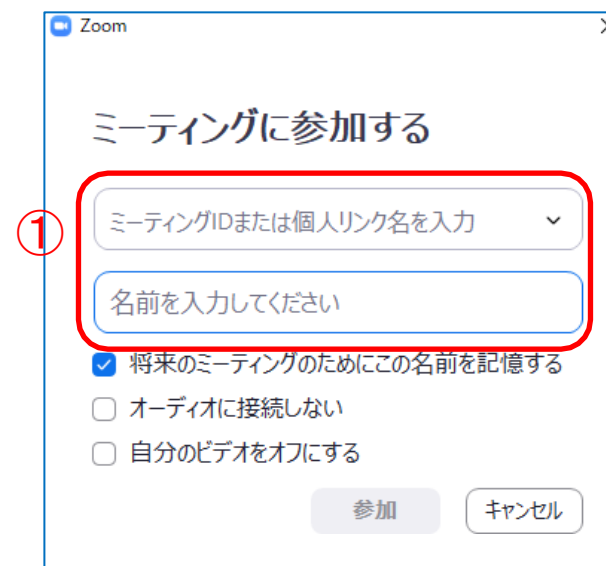 Zoom
ミーティングに参加する
①
ミーティングIDまたは個人リンク名を入力
名前を入力してください
将来のミーティングのためにこの名前を記憶する
オーディオに接続しない
自分のビデオをオフにする
参加 キャンセル